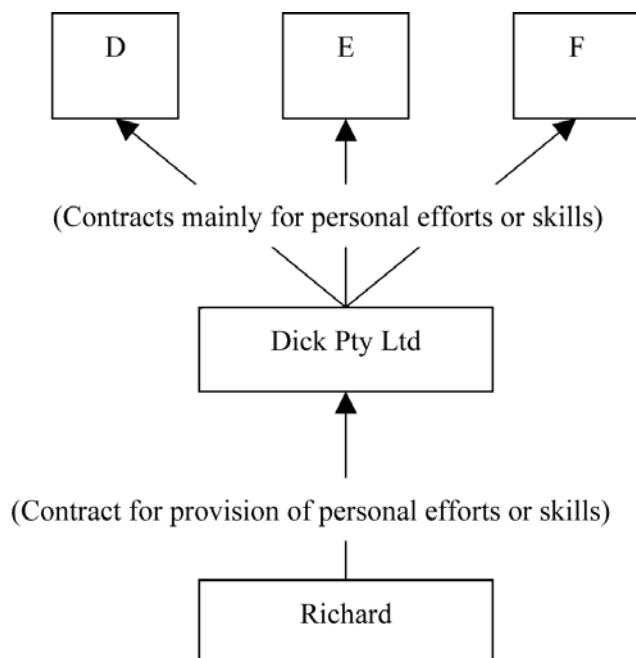 D E F
(Contracts mainly for personal efforts or skills)
Dick Pty Ltd
(Contract for provision of personal efforts or skills)
Richard